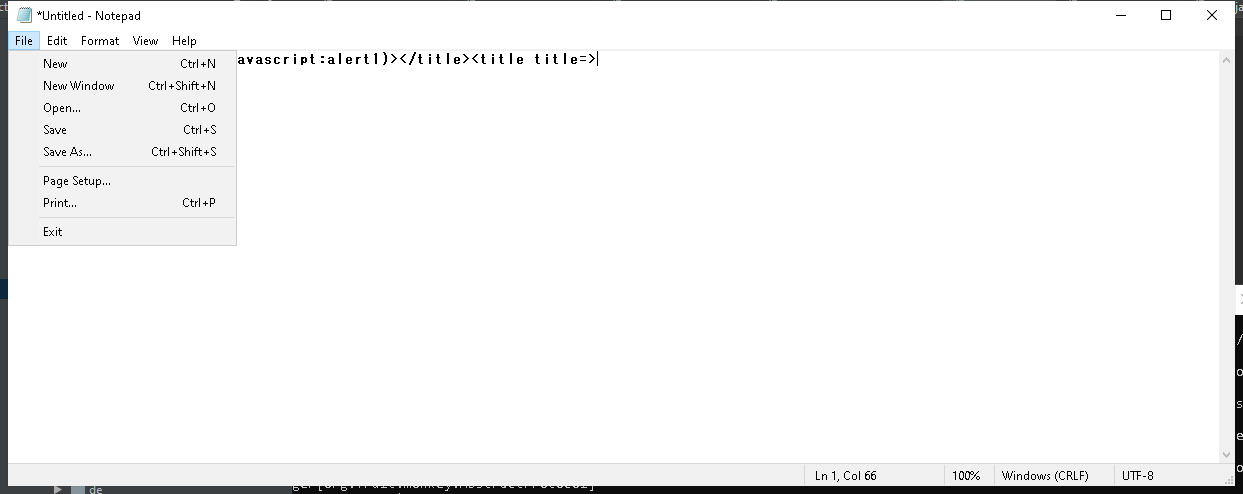 *Untitled - Notepad
File Edit Format View Help
avascript:alert1)></title><title title=>
New Ctrl+N
New Window Ctrl+Shift+N
Open... Ctrl+O
Save Ctrl+S
Save As... Ctrl+Shift+S
Page Setup...
Print... Ctrl+P
Exit
Ln 1, Col 66 100% Windows (CRLF) UTF-8
de